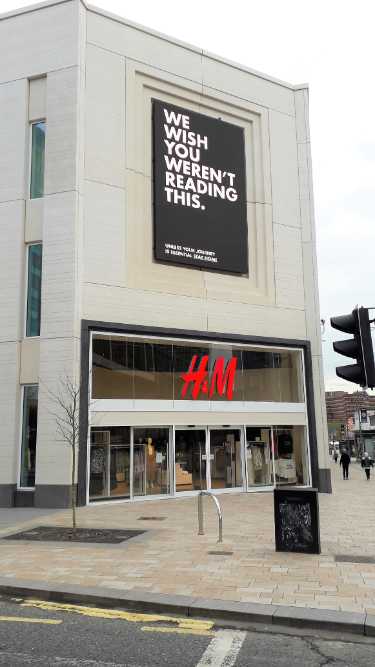 WE
WISH
YOU
WEREN'T
READING
THIS.
UNLESS YOUR JOURNEY
IS ESSENTIAL STAY HOME
H&M